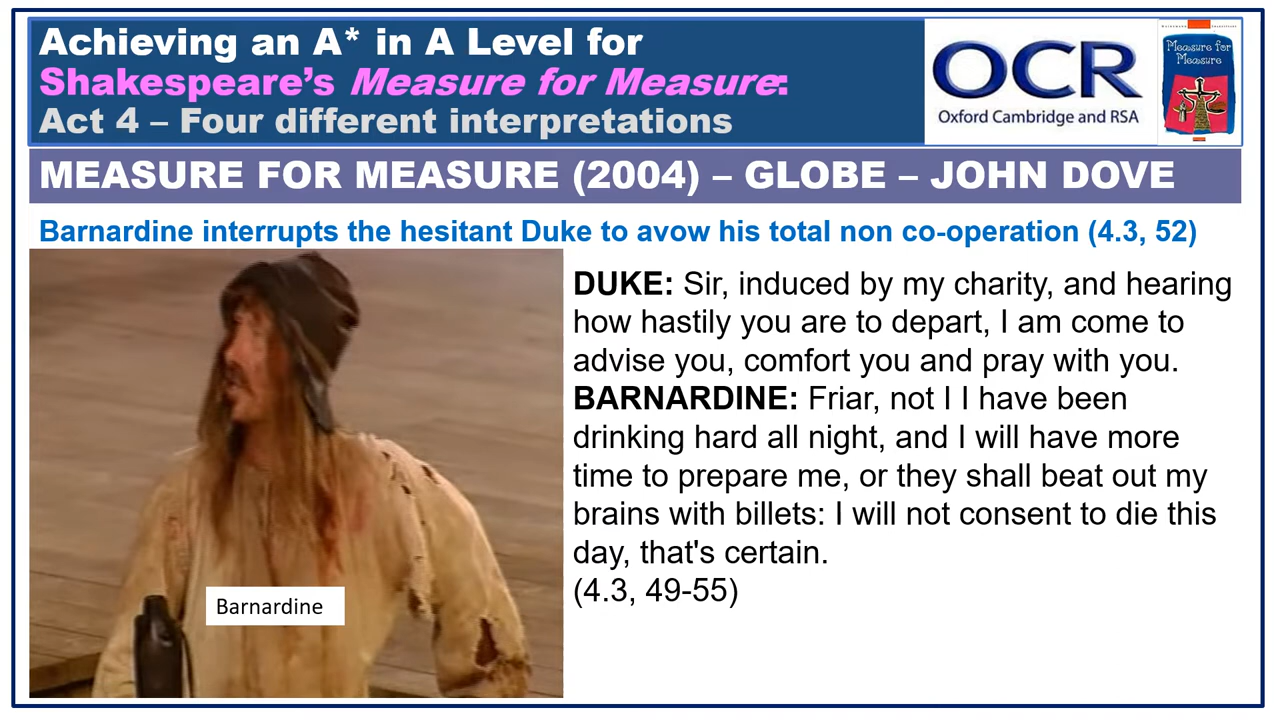 Achieving an A* in A Level for
Shakespeare's Measure for Measure:
Act 4 – Four different interpretations
OCR
Oxford Cambridge and RSA
Measure for
Measure
MEASURE FOR MEASURE (2004) – GLOBE – JOHN DOVE
Barnardine interrupts the hesitant Duke to avow his total non co-operation (4.3, 52)
DUKE: Sir, induced by my charity, and hearing
how hastily you are to depart, I am come to
advise you, comfort you and pray with you.
BARNARDINE: Friar, not I I have been
drinking hard all night, and I will have more
time to prepare me, or they shall beat out my
brains with billets: I will not consent to die this
day, that's certain.
(4.3, 49-55)
Barnardine